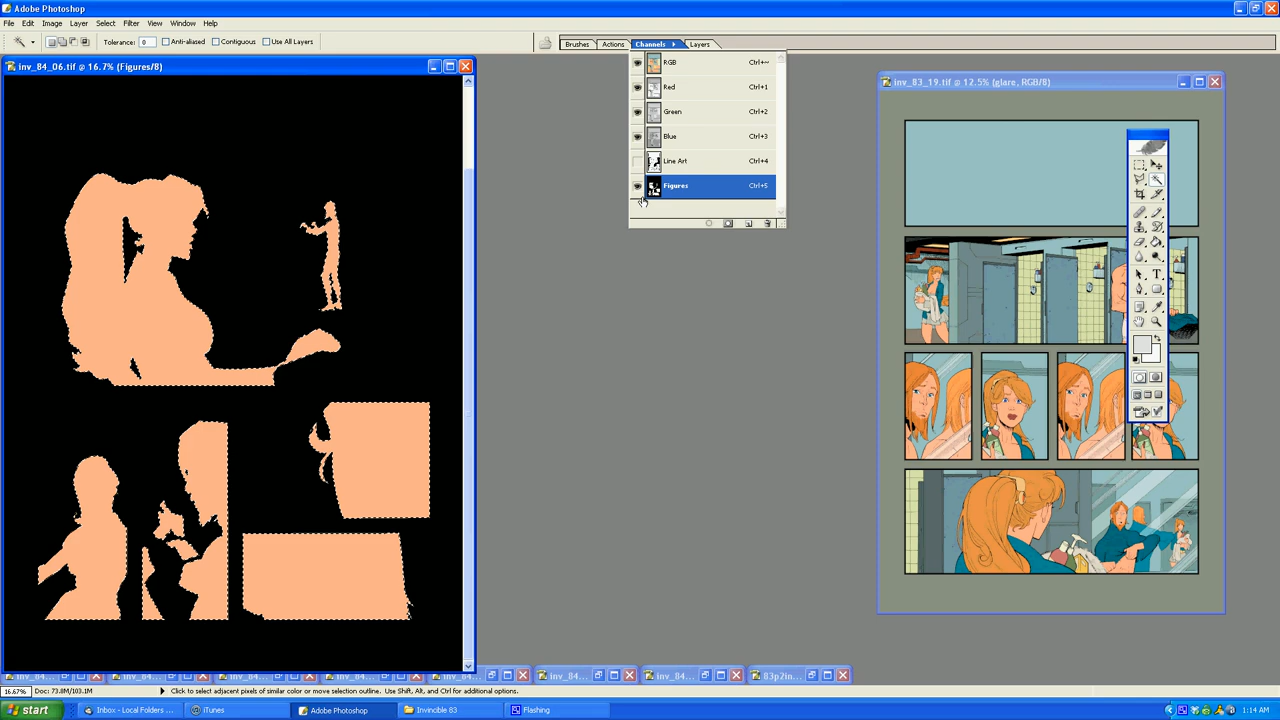 Adobe Photoshop
File Edit Image Layer Select Filter View Window Help
Tolerance: 0 Anti-aliased Contiguous Use All Layers
Brushes Actions Channels Layers
inv_84_06.tif @ 16.7% (Figures/8)
RGB Ctrl+~
Red Ctrl+1
Green Ctrl+2
Blue Ctrl+3
Line Art Ctrl+4
Figures Ctrl+5
inv_83_19.tif @ 12.5% (glare, RGB/8)
T
inv_84... inv_84... 83p2in...
16.67% Doc: 73.8M/103.1M Click to select adjacent pixels of similar color or move selection outline. Use Shift, Alt, and Ctrl for additional options.
start Inbox - Local Folders ... iTunes Adobe Photoshop Invincible 83 Flashing 1:14 AM